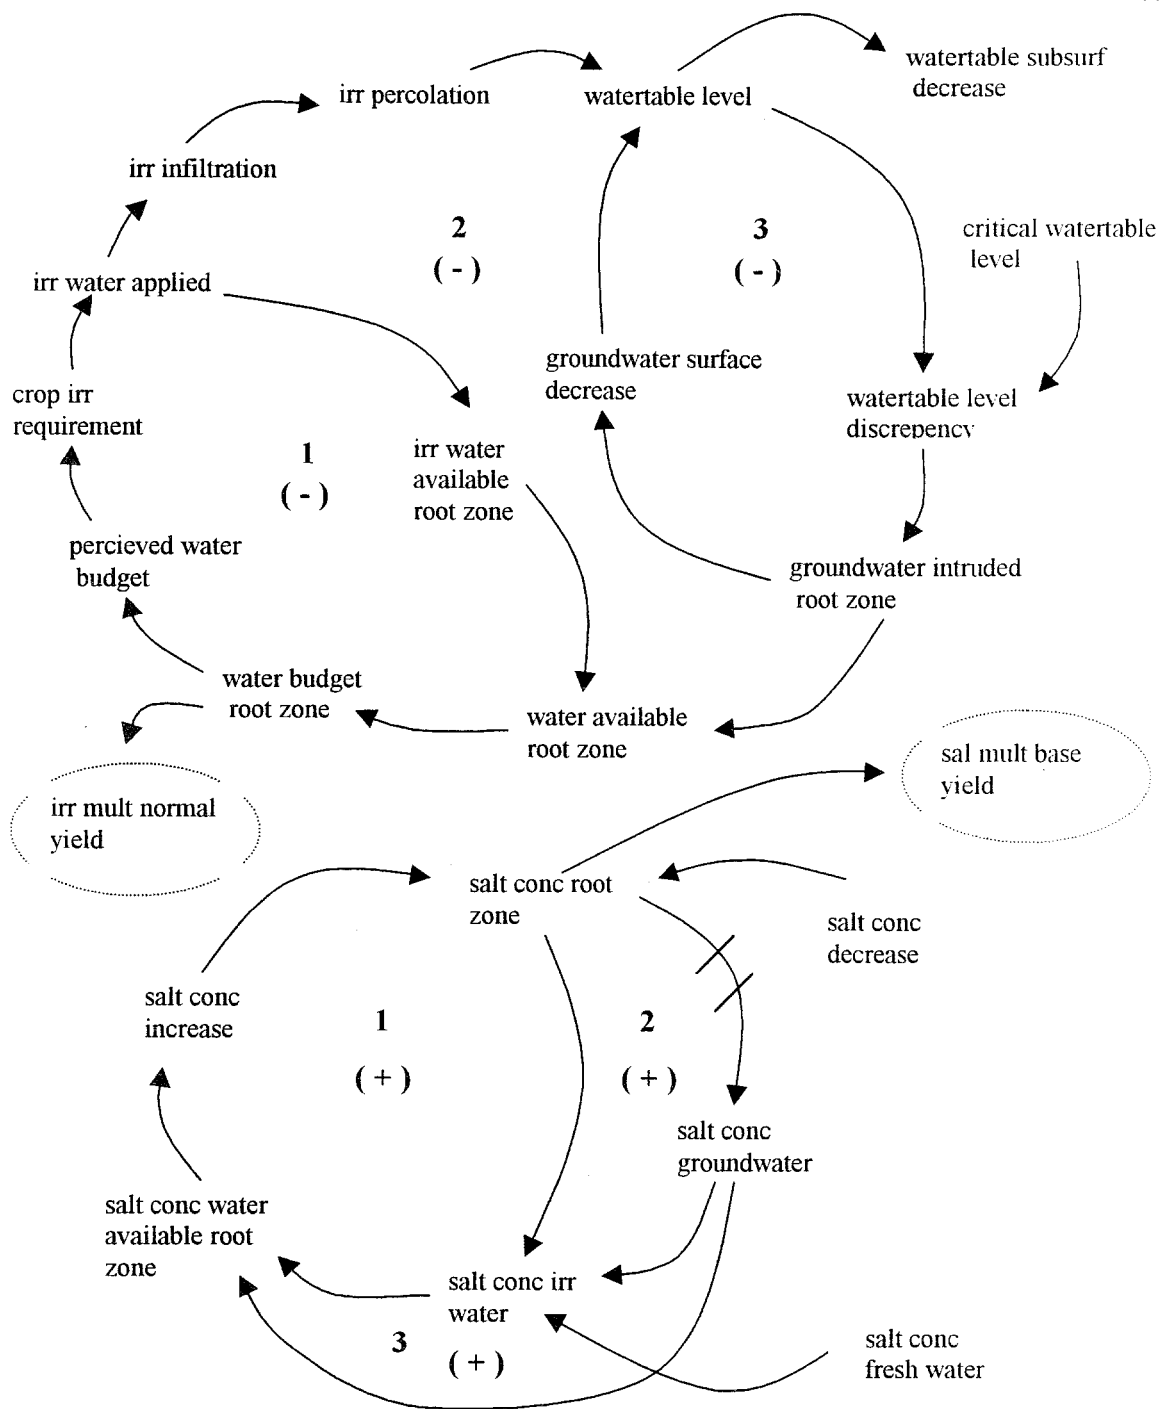 watertable subsurf
decrease
irr percolation
watertable level
irr infiltration
2
( - )
3
( - )
critical watertable
level
irr water applied
groundwater surface
decrease
crop irr
requirement
watertable level
discrepency
1
( - )
irr water
available
root zone
percieved water
budget
groundwater intruded
root zone
water budget
root zone
water available
root zone
sal mult base
yield
irr mult normal
yield
salt conc root
zone
salt conc
decrease
salt conc
increase
1
( + )
2
( + )
salt conc
groundwater
salt conc water
available root
zone
salt conc irr
water
3
( + )
salt conc
fresh water